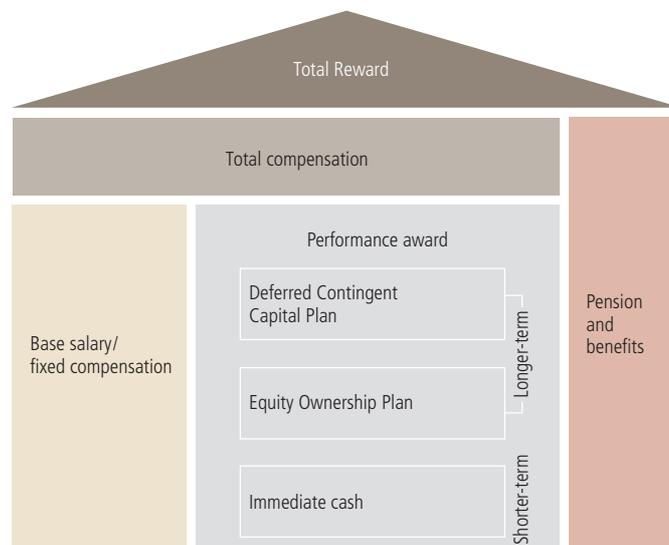 Total Reward
Total compensation
Performance award
Deferred Contingent
Capital Plan
Longer-term
Pension
and
benefits
Base salary/
fixed compensation
Equity Ownership Plan
Shorter-term
Immediate cash